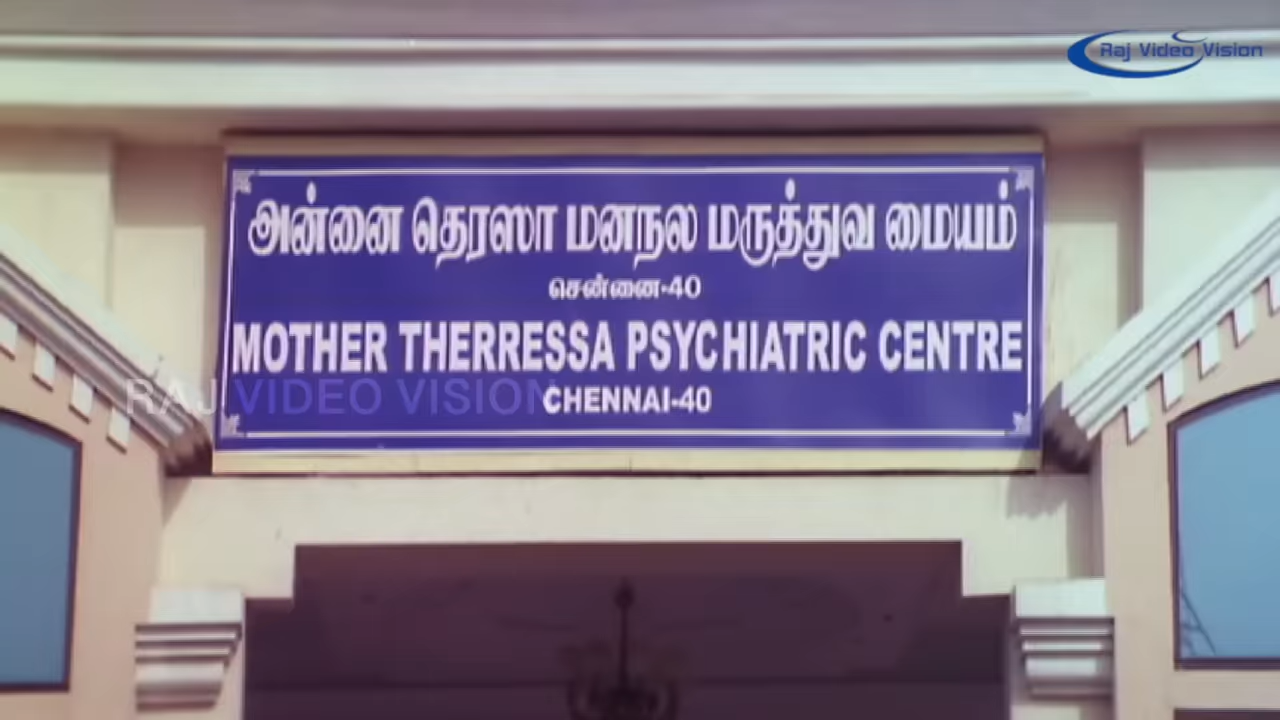 Raj Video Vision
அன்னை தெரஸா மனநல மருத்துவ மையம்
சென்னை-40
MOTHER THERRESSA PSYCHIATRIC CENTRE
RAJ VIDEO VISION
CHENNAI-40